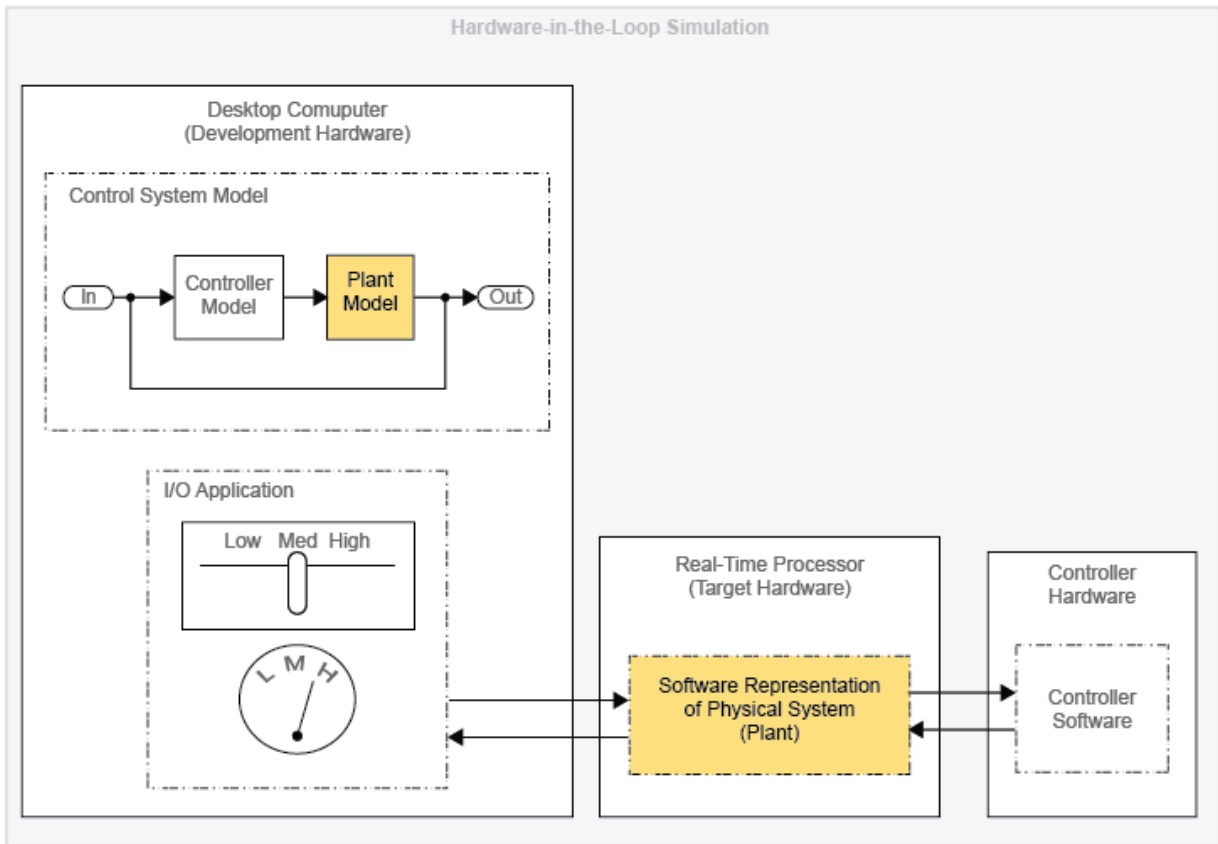 Hardware-in-the-Loop Simulation
Desktop Comuputer
(Development Hardware)
Control System Model
In
Controller
Model
Plant
Model
Out
I/O Application
Low Med High
L M H
Real-Time Processor
(Target Hardware)
Software Representation
of Physical System
(Plant)
Controller
Hardware
Controller
Software